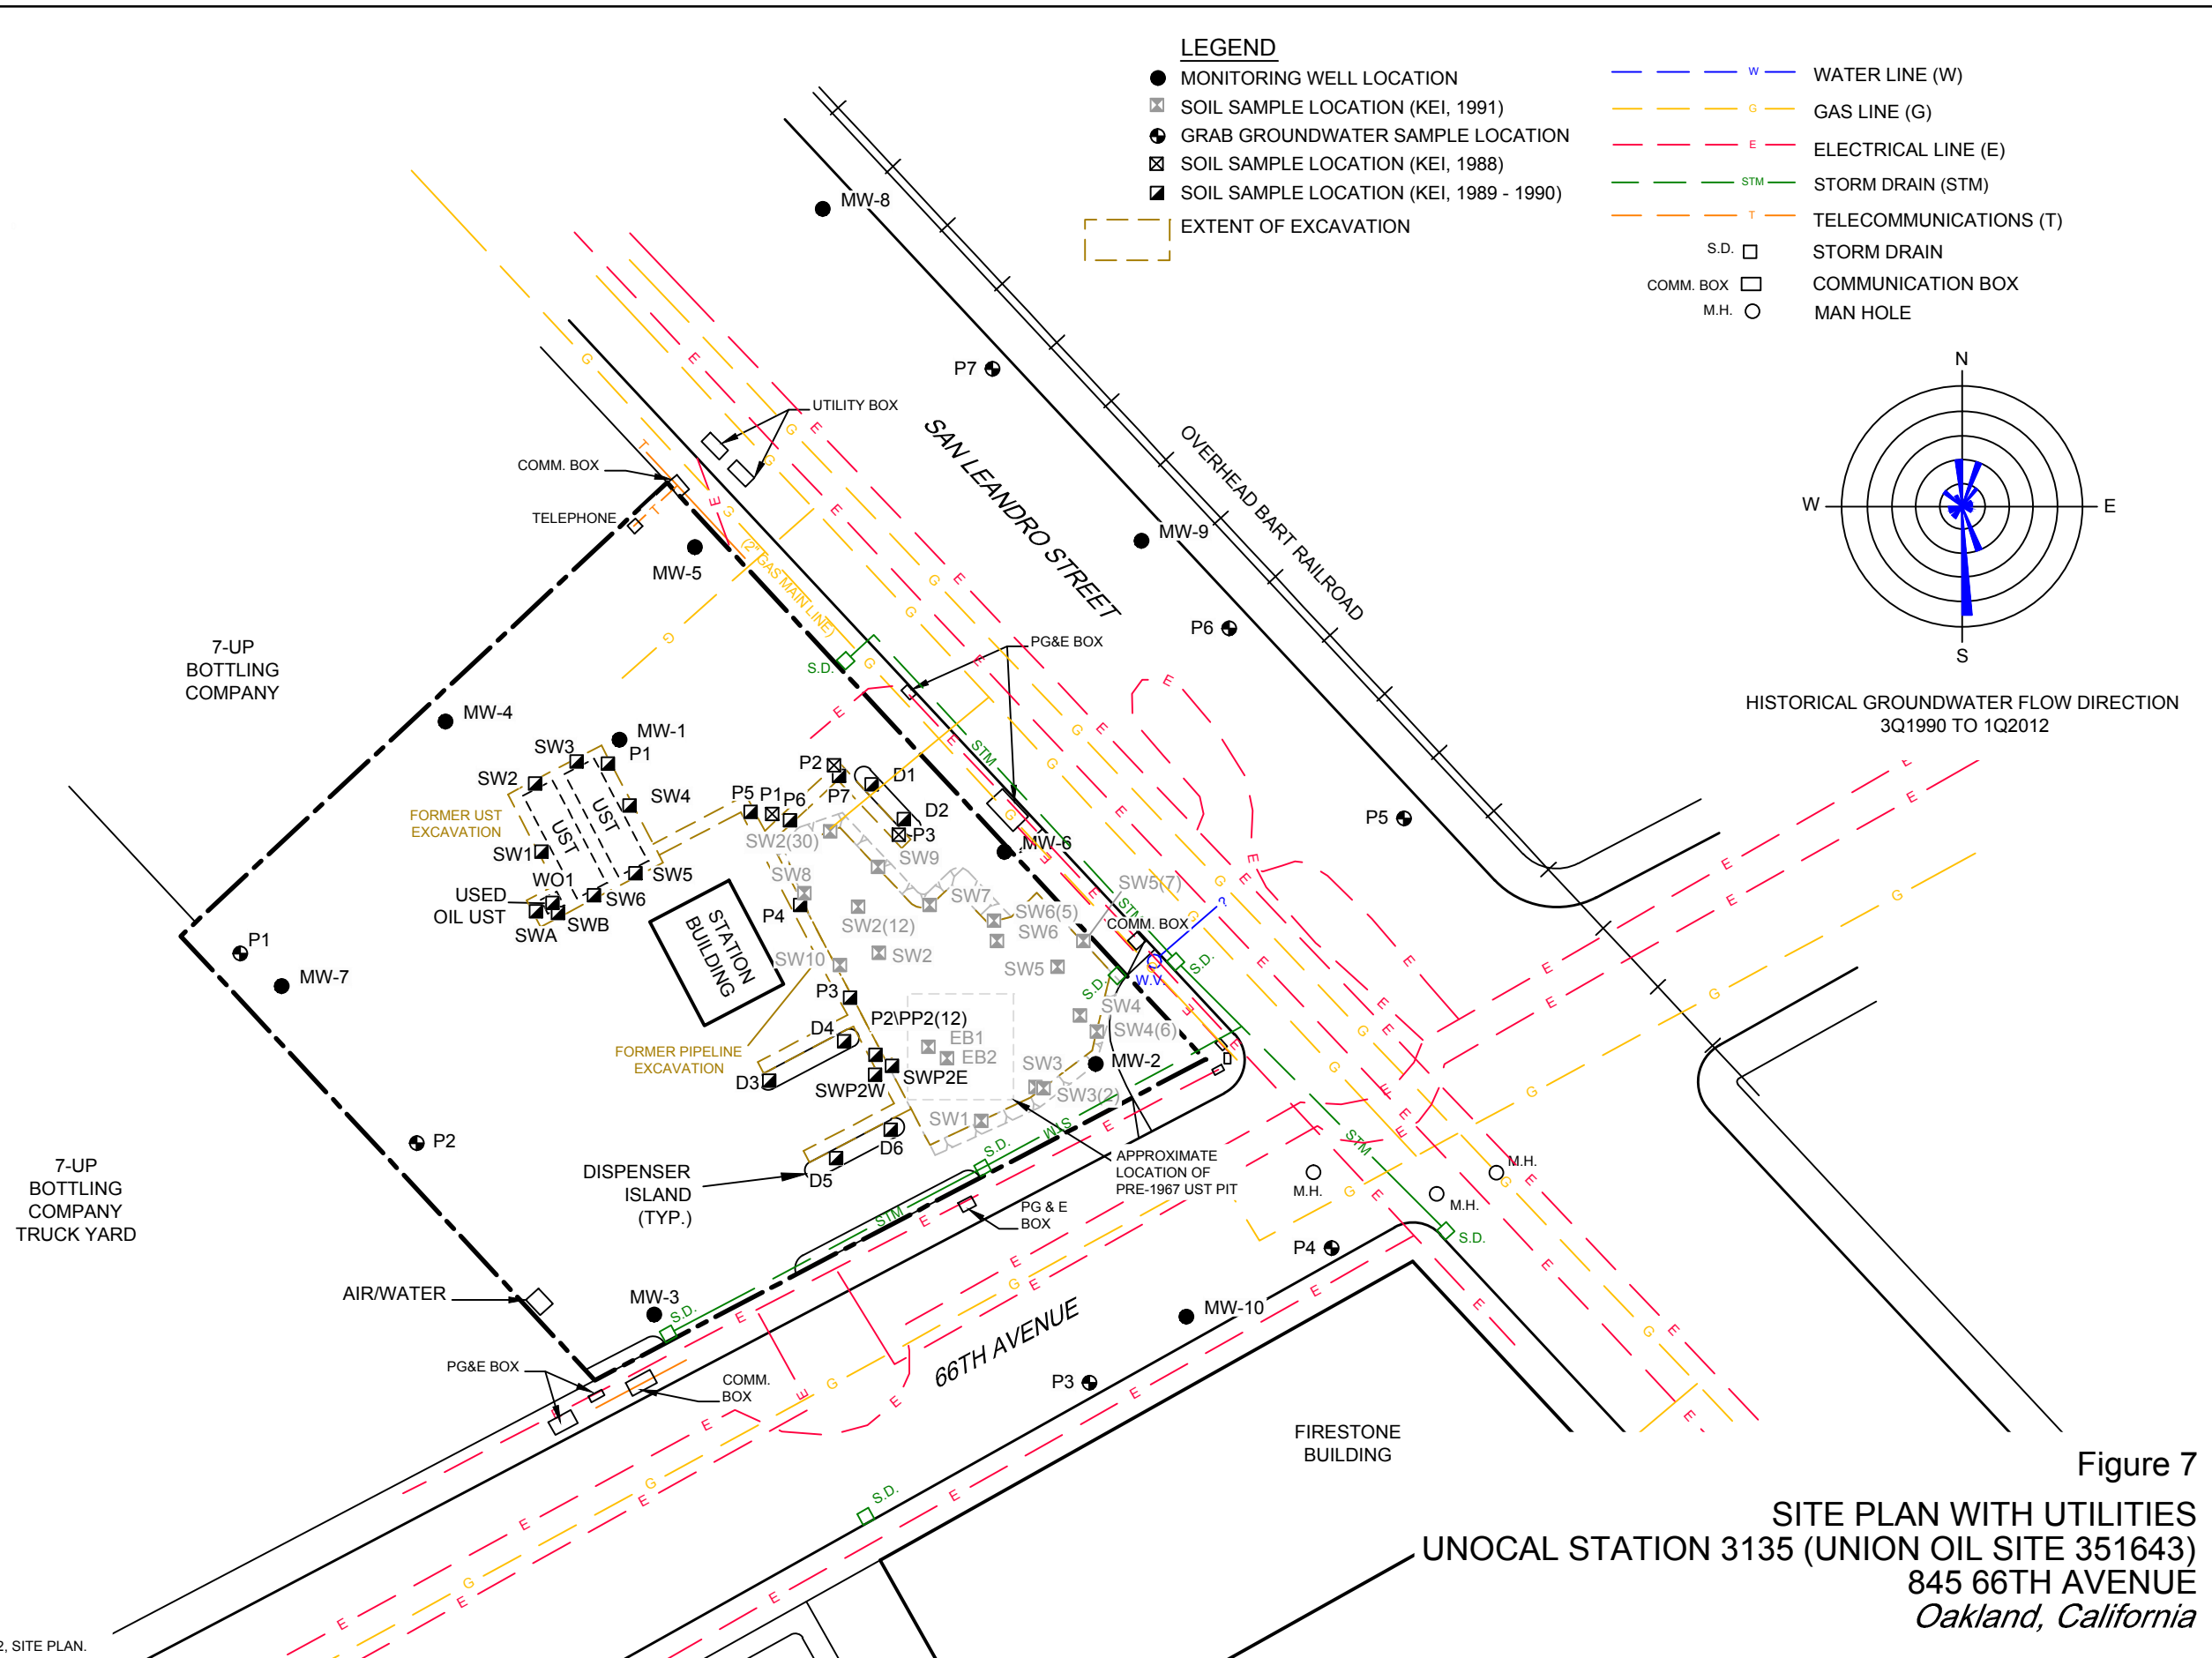 LEGEND
MONITORING WELL LOCATION
SOIL SAMPLE LOCATION (KEI, 1991)
GRAB GROUNDWATER SAMPLE LOCATION
SOIL SAMPLE LOCATION (KEI, 1988)
SOIL SAMPLE LOCATION (KEI, 1989 - 1990)
EXTENT OF EXCAVATION
W WATER LINE (W)
G GAS LINE (G)
E ELECTRICAL LINE (E)
STM STORM DRAIN (STM)
T TELECOMMUNICATIONS (T)
S.D. STORM DRAIN
COMM. BOX COMMUNICATION BOX
M.H. MAN HOLE
N
W
E
S
HISTORICAL GROUNDWATER FLOW DIRECTION
3Q1990 TO 1Q2012
MW-8
P7
SAN LEANDRO STREET
OVERHEAD BART RAILROAD
UTILITY BOX
COMM. BOX
TELEPHONE
MW-5
(2" GAS MAIN LINE)
MW-9
P6
PG&E BOX
S.D.
STM
7-UP
BOTTLING
COMPANY
MW-4
MW-1
SW3
P1
SW2
SW4
FORMER UST
EXCAVATION
UST
UST
SW1
WO1
SW5
USED
OIL UST
SW6
SWA
SWB
P2
P7
D1
D2
P5
P1
P6
P3
SW2(30)
SW9
MW-6
P5
SW8
P4
SW7
SW5(7)
SW6(5)
SW6
SW2(12)
SW2
SW10
SW5
STM
COMM. BOX
?
W.V.
S.D.
S.D.
STATION
BUILDING
P1
MW-7
P3
SW4
SW4(6)
P2\PP2(12)
D4
EB1
EB2
FORMER PIPELINE
EXCAVATION
D3
SWP2W
SWP2E
SW3
SW3(2)
MW-2
SW1
P2
STM
S.D.
D6
D5
DISPENSER
ISLAND
(TYP.)
APPROXIMATE
LOCATION OF
PRE-1967 UST PIT
STM
PG & E
BOX
STM
M.H.
M.H.
M.H.
S.D.
P4
7-UP
BOTTLING
COMPANY
TRUCK YARD
AIR/WATER
MW-3
S.D.
MW-10
66TH AVENUE
PG&E BOX
COMM.
BOX
P3
FIRESTONE
BUILDING
S.D.
Figure 7
SITE PLAN WITH UTILITIES
UNOCAL STATION 3135 (UNION OIL SITE 351643)
845 66TH AVENUE
Oakland, California
2, SITE PLAN.